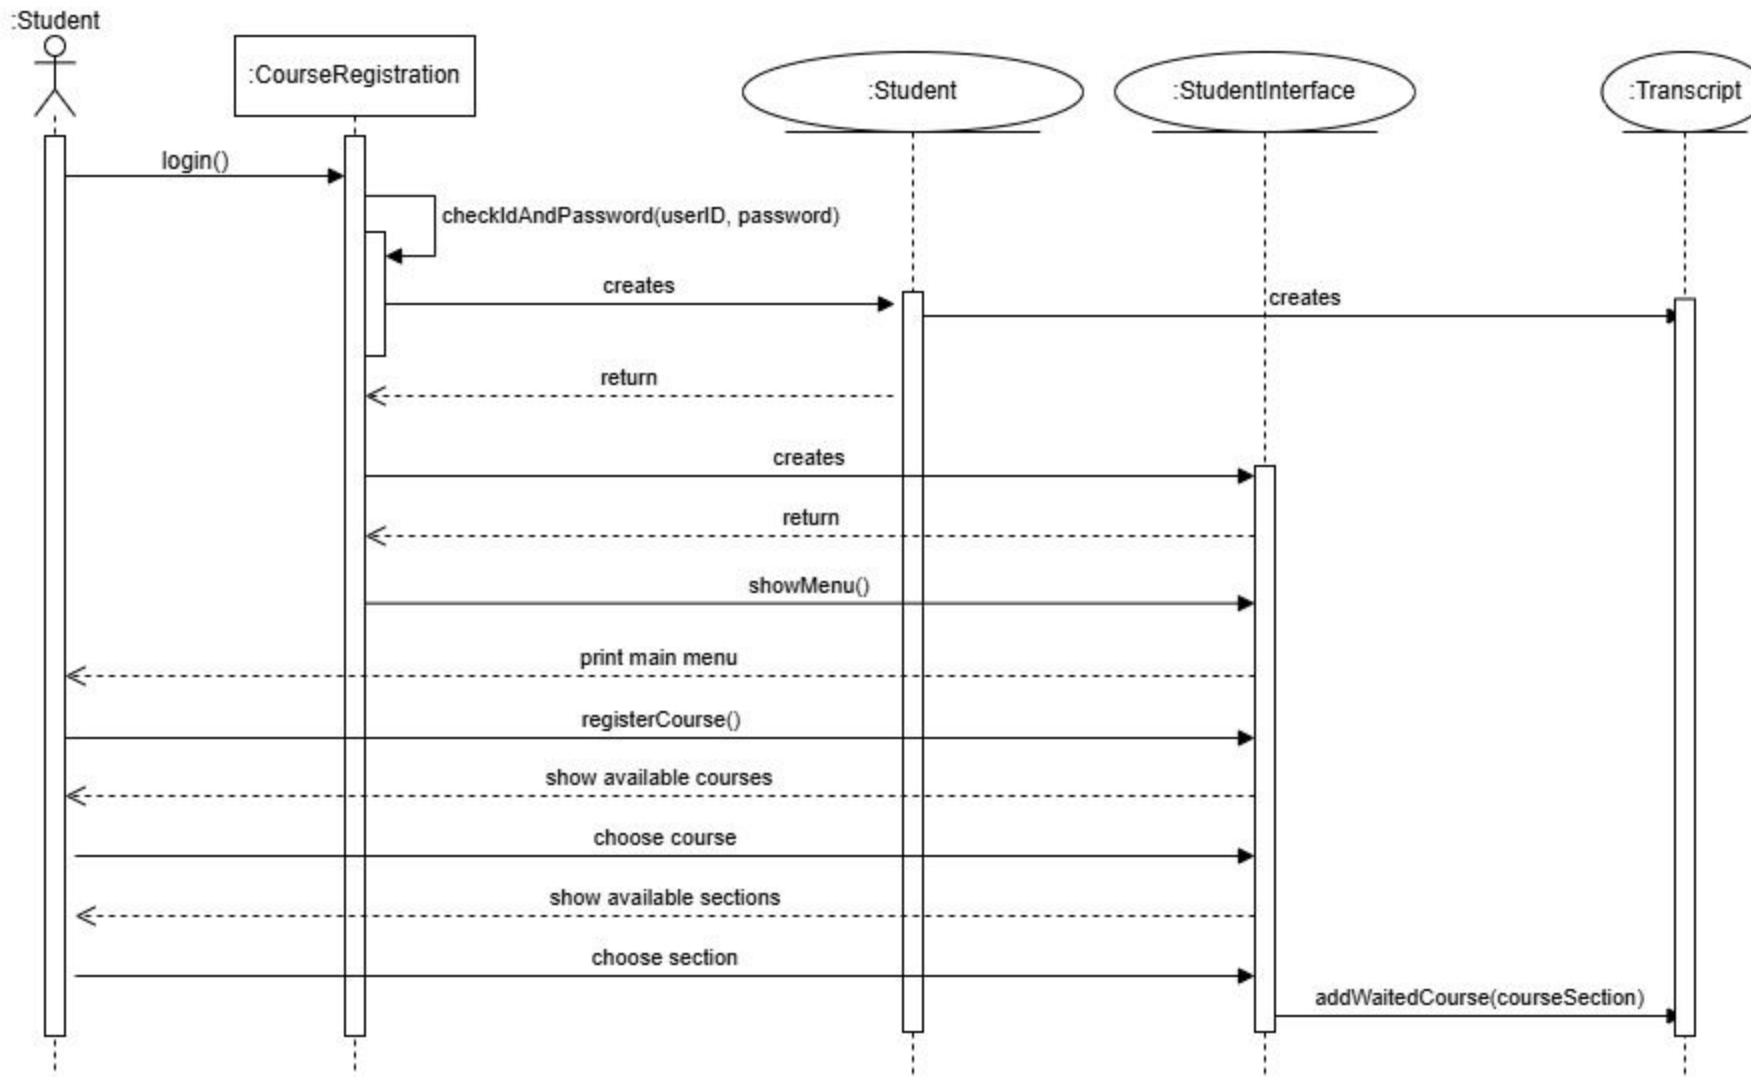 :Student
:CourseRegistration
:Student
:StudentInterface
:Transcript
login()
checkIdAndPassword(userID, password)
creates
creates
return
creates
return
showMenu()
print main menu
registerCourse()
show available courses
choose course
show available sections
choose section
addWaitedCourse(courseSection)